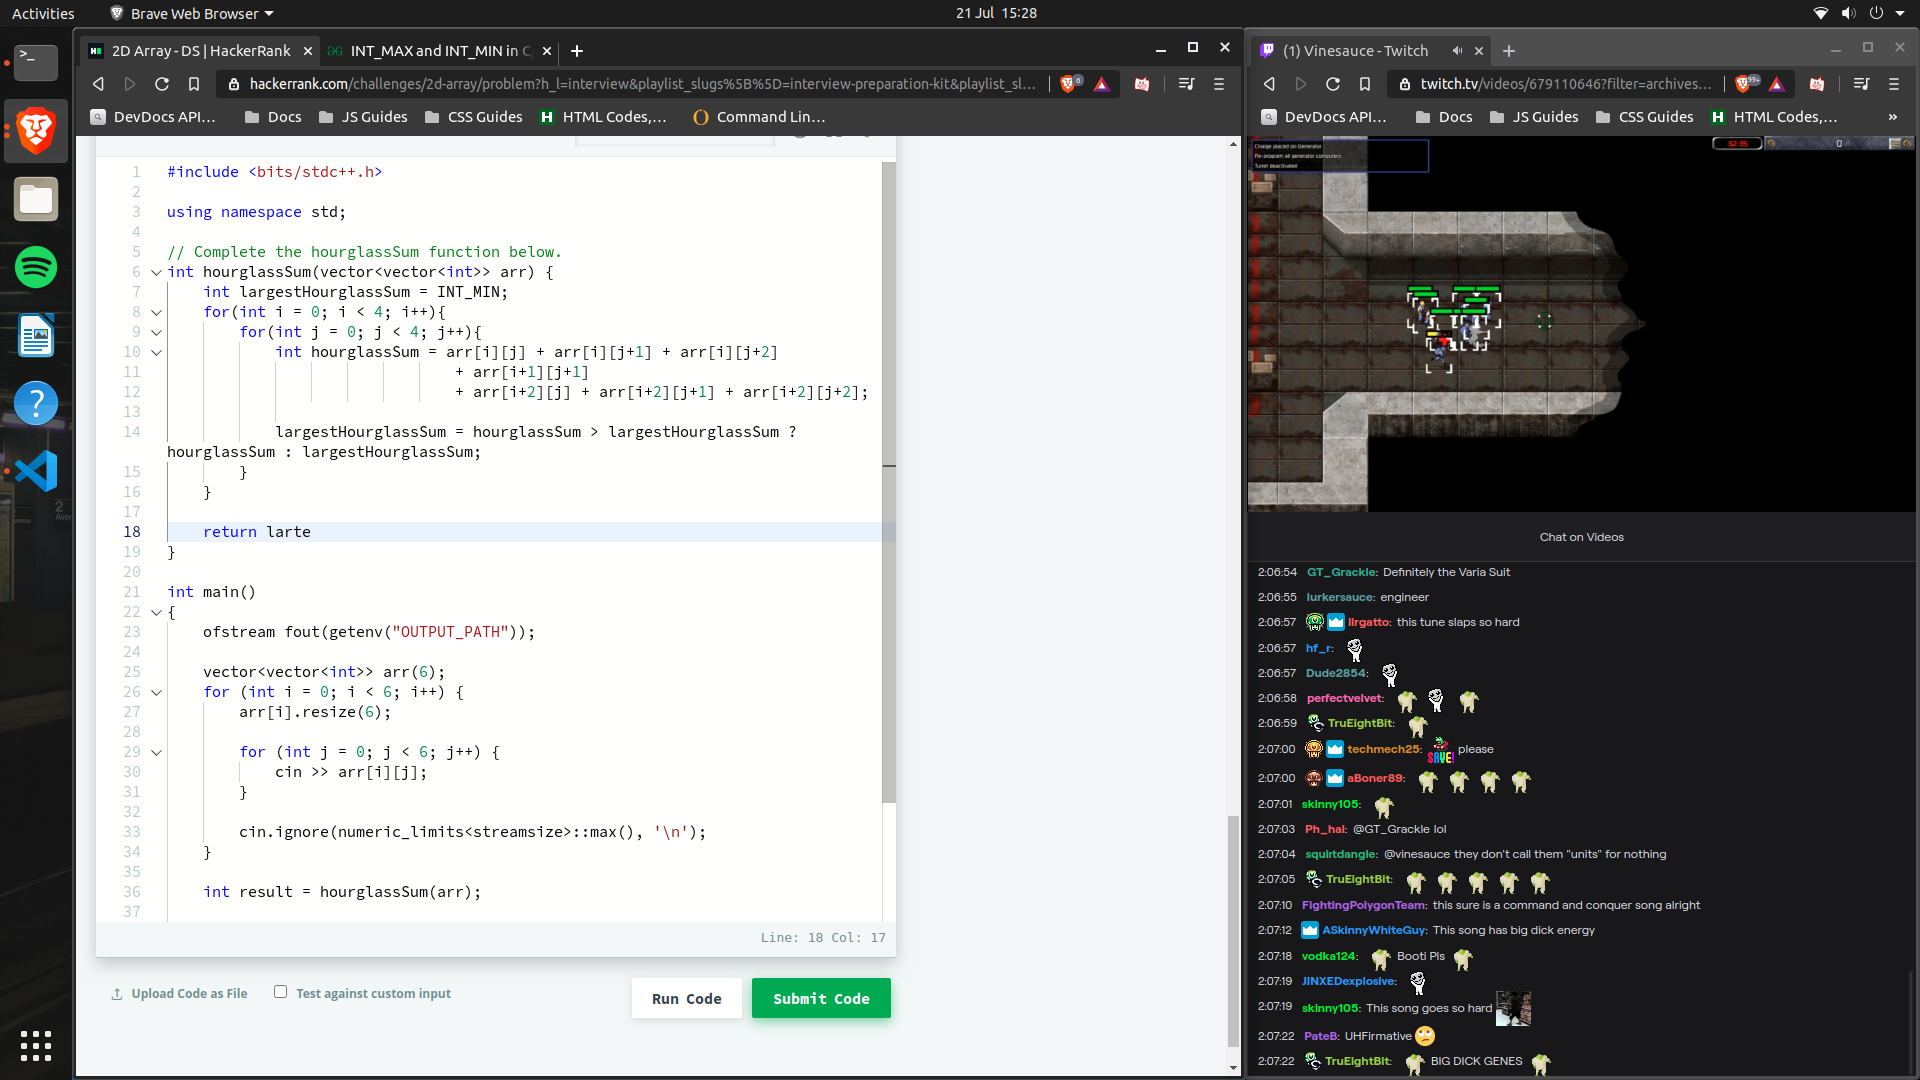 Activities
Brave Web Browser
21 Jul 15:28
2D Array - DS | HackerRank
INT_MAX and INT_MIN in C
hackerrank.com/challenges/2d-array/problem?h_l=interview&playlist_slugs%5B%5D=interview-preparation-kit&playlist_sl...
DevDocs API...
Docs
JS Guides
CSS Guides
HTML Codes,...
Command Lin...
1 #include <bits/stdc++.h>
2
3 using namespace std;
4
5 // Complete the hourglassSum function below.
6 int hourglassSum(vector<vector<int>> arr) {
7     int largestHourglassSum = INT_MIN;
8     for(int i = 0; i < 4; i++){
9         for(int j = 0; j < 4; j++){
10             int hourglassSum = arr[i][j] + arr[i][j+1] + arr[i][j+2]
11                                 + arr[i+1][j+1]
12                                 + arr[i+2][j] + arr[i+2][j+1] + arr[i+2][j+2];
13
14             largestHourglassSum = hourglassSum > largestHourglassSum ?
hourglassSum : largestHourglassSum;
15         }
16     }
17
18     return larte
19 }
20
21 int main()
22 {
23     ofstream fout(getenv("OUTPUT_PATH"));
24
25     vector<vector<int>> arr(6);
26     for (int i = 0; i < 6; i++) {
27         arr[i].resize(6);
28
29         for (int j = 0; j < 6; j++) {
30             cin >> arr[i][j];
31         }
32
33         cin.ignore(numeric_limits<streamsize>::max(), '\n');
34     }
35
36     int result = hourglassSum(arr);
37
Line: 18 Col: 17
Upload Code as File
Test against custom input
Run Code
Submit Code
(1) Vinesauce - Twitch
twitch.tv/videos/679110646?filter=archives...
99+
DevDocs API...
Docs
JS Guides
CSS Guides
HTML Codes,...
»
Charge placed on Generator
Re-program all generator computers
Turret deactivated
32:35
Chat on Videos
2:06:54 GT_Grackle: Definitely the Varia Suit
2:06:55 lurkersauce: engineer
2:06:57 lirgatto: this tune slaps so hard
2:06:57 hf_r:
2:06:57 Dude2854:
2:06:58 perfectvelvet:
2:06:59 TruEightBit:
2:07:00 techmech25: SAVE! please
2:07:00 aBoner89:
2:07:01 skinny105:
2:07:03 Ph_hal: @GT_Grackle lol
2:07:04 squirtdangle: @vinesauce they don't call them "units" for nothing
2:07:05 TruEightBit:
2:07:10 FightingPolygonTeam: this sure is a command and conquer song alright
2:07:12 ASkinnyWhiteGuy: This song has big dick energy
2:07:18 vodka124: Booti Pls
2:07:19 JINXEDexplosive:
2:07:19 skinny105: This song goes so hard
2:07:22 PateB: UHFirmative
2:07:22 TruEightBit: BIG DICK GENES